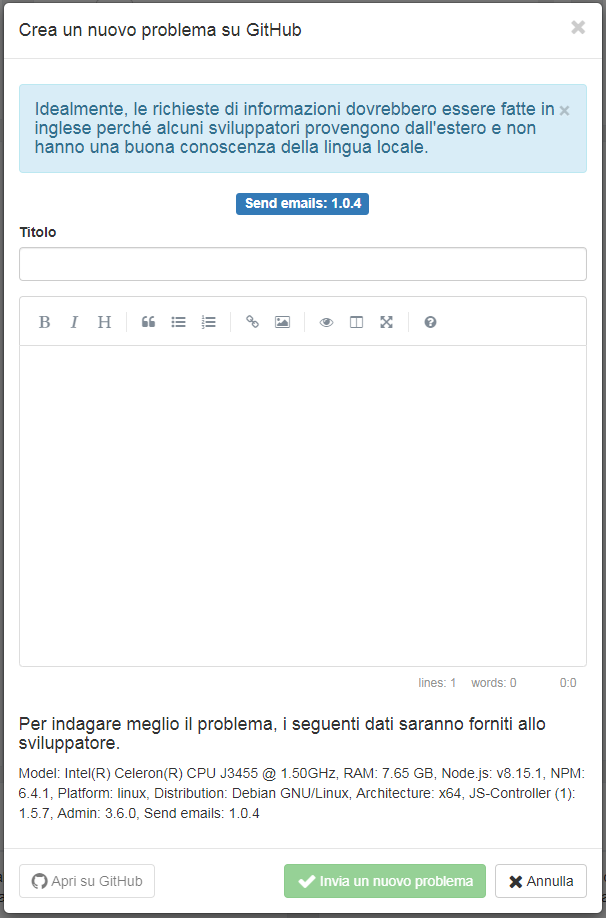 Crea un nuovo problema su GitHub
Idealmente, le richieste di informazioni dovrebbero essere fatte in
inglese perché alcuni sviluppatori provengono dall'estero e non
hanno una buona conoscenza della lingua locale.
Send emails: 1.0.4
Titolo
B I H
lines: 1 words: 0 0:0
Per indagare meglio il problema, i seguenti dati saranno forniti allo
sviluppatore.
Model: Intel(R) Celeron(R) CPU J3455 @ 1.50GHz, RAM: 7.65 GB, Node.js: v8.15.1, NPM:
6.4.1, Platform: linux, Distribution: Debian GNU/Linux, Architecture: x64, JS-Controller (1):
1.5.7, Admin: 3.6.0, Send emails: 1.0.4
Apri su GitHub Invia un nuovo problema Annulla